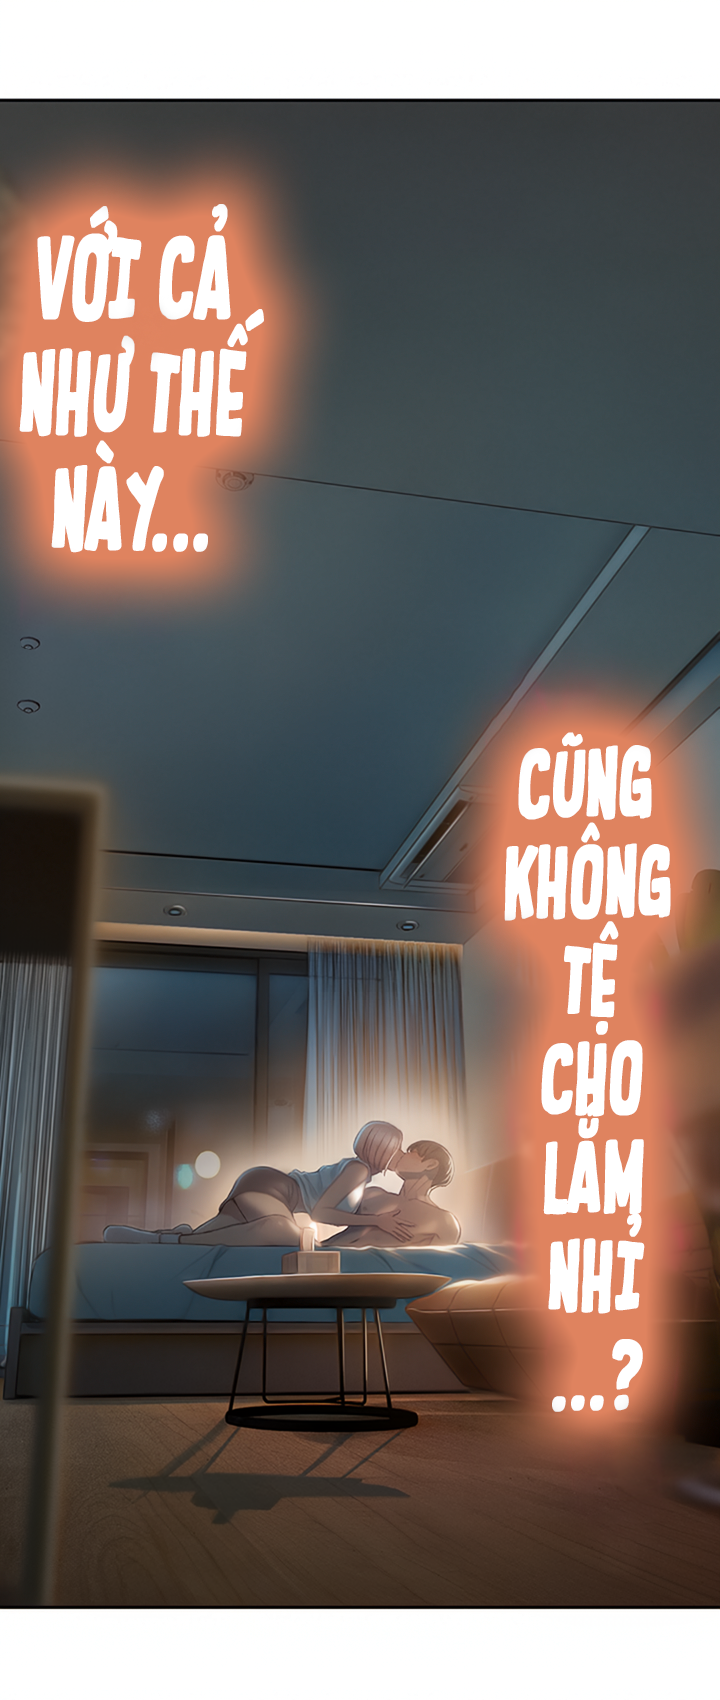 VỚI CẢ
NHƯ THẾ
NÀY...
CŨNG
KHÔNG
TỆ
CHO
LẮM
NHỈ
...?